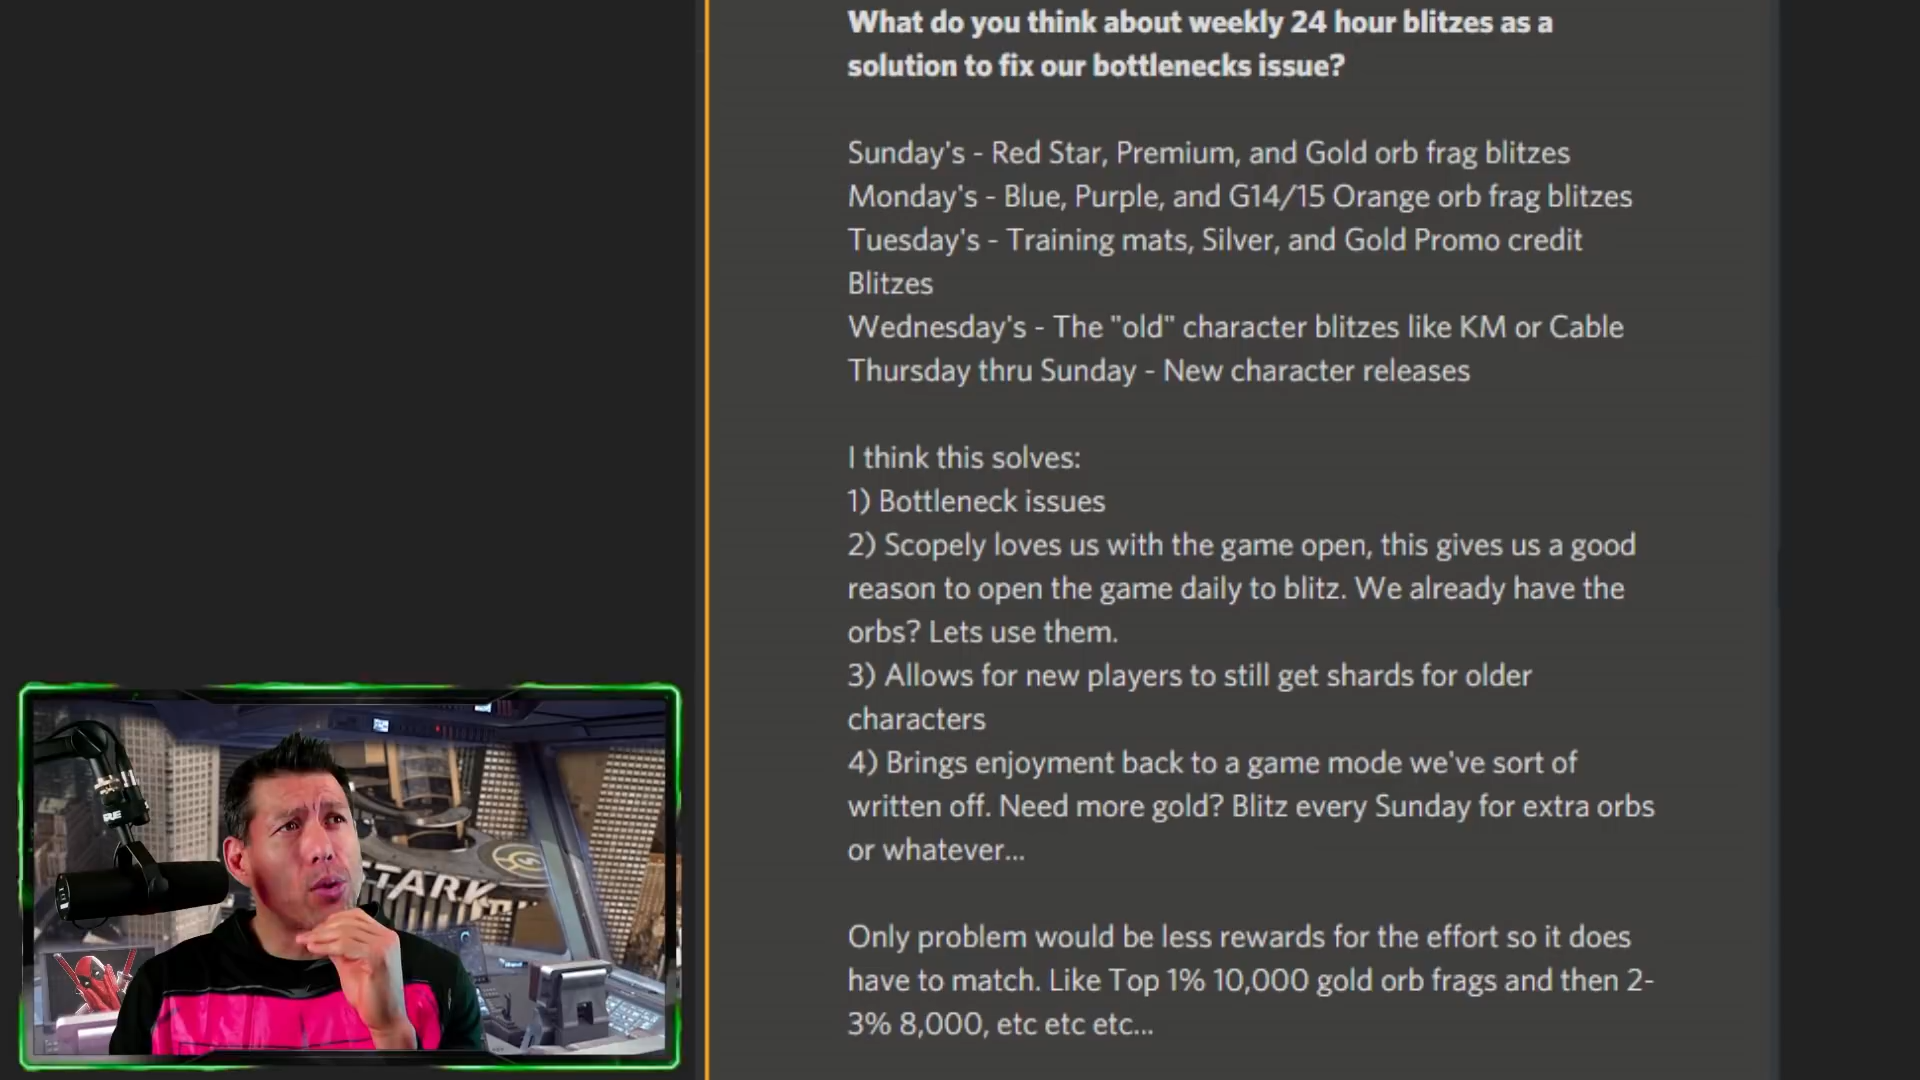 What do you think about weekly 24 hour blitzes as a
solution to fix our bottlenecks issue?
Sunday's - Red Star, Premium, and Gold orb frag blitzes
Monday's - Blue, Purple, and G14/15 Orange orb frag blitzes
Tuesday's - Training mats, Silver, and Gold Promo credit
Blitzes
Wednesday's - The "old" character blitzes like KM or Cable
Thursday thru Sunday - New character releases
I think this solves:
1) Bottleneck issues
2) Scopely loves us with the game open, this gives us a good
reason to open the game daily to blitz. We already have the
orbs? Lets use them.
3) Allows for new players to still get shards for older
characters
4) Brings enjoyment back to a game mode we've sort of
written off. Need more gold? Blitz every Sunday for extra orbs
or whatever...
Only problem would be less rewards for the effort so it does
have to match. Like Top 1% 10,000 gold orb frags and then 2-
3% 8,000, etc etc etc...
STARK